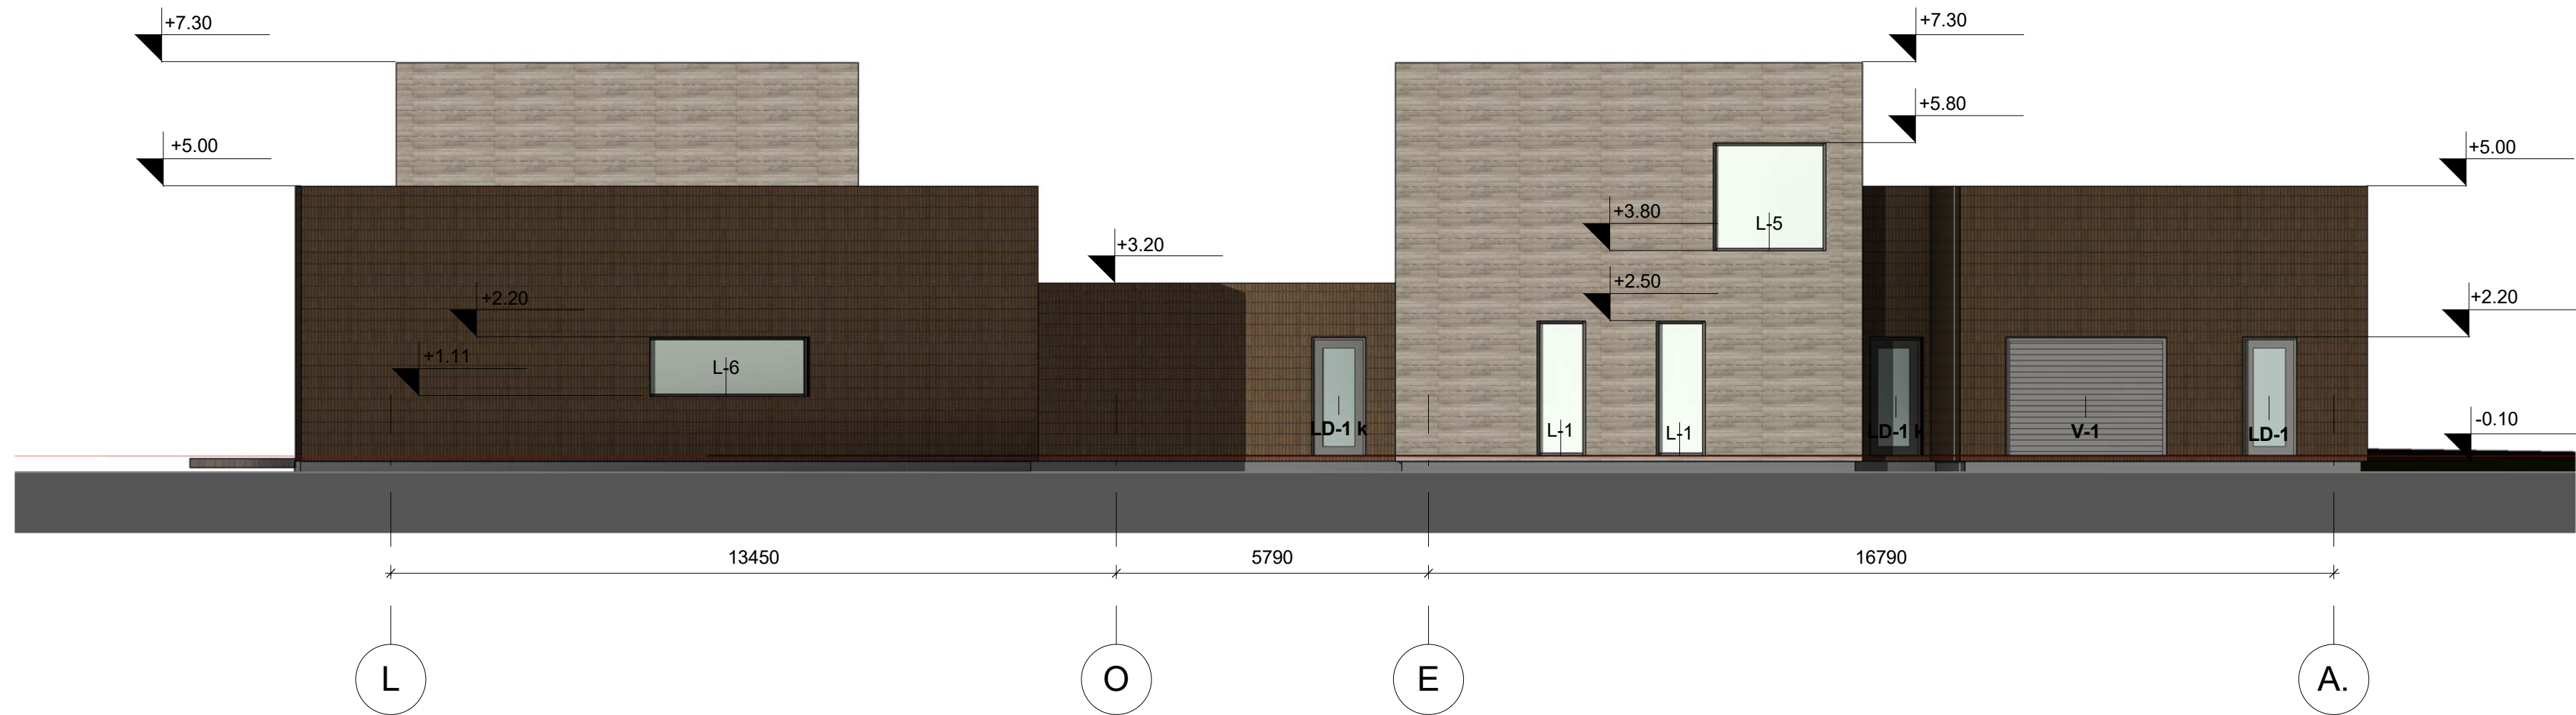 +7.30
+7.30
+5.80
+5.00
+5.00
+3.80
L-5
+3.20
+2.50
+2.20
+2.20
+1.11
L-6
-0.10
LD-1 k
L-1
L-1
LD-1 k
V-1
LD-1
13450
5790
16790
L
O
E
A.